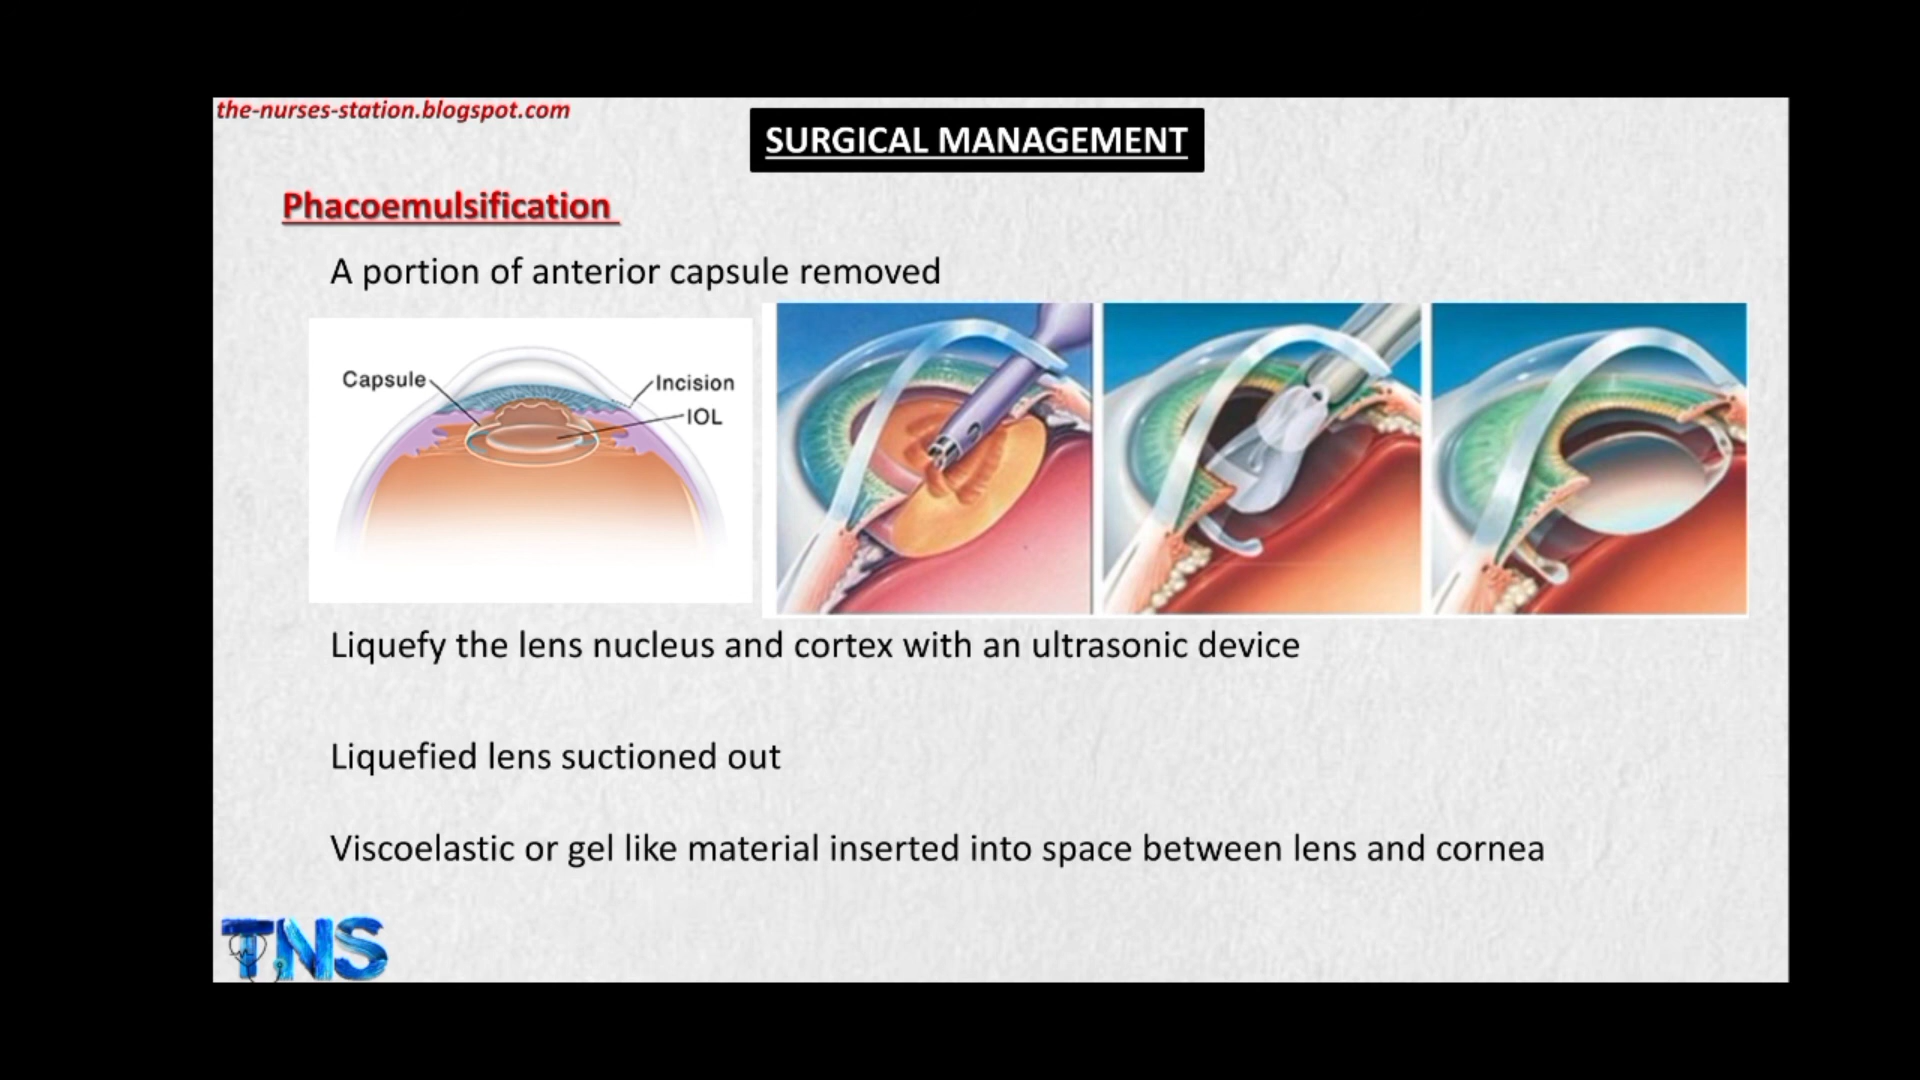 the-nurses-station.blogspot.com
SURGICAL MANAGEMENT
Phacoemulsification
A portion of anterior capsule removed
Capsule
Incision
IOL
Liquefy the lens nucleus and cortex with an ultrasonic device
Liquefied lens suctioned out
Viscoelastic or gel like material inserted into space between lens and cornea
TNS